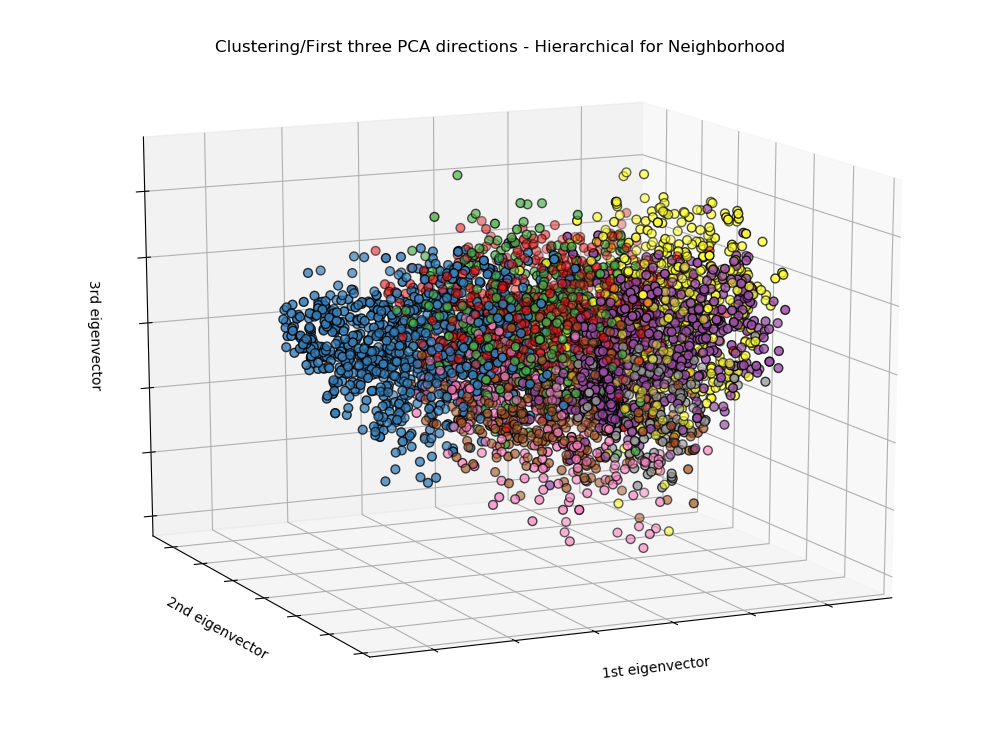 Clustering/First three PCA directions - Hierarchical for Neighborhood
3rd eigenvector
2nd eigenvector
1st eigenvector